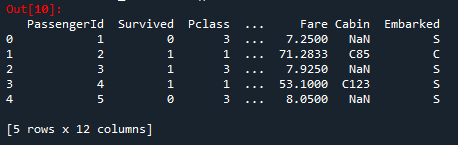 Out[10]:
PassengerId Survived Pclass ... Fare Cabin Embarked
0 1 0 3 ... 7.2500 NaN S
1 2 1 1 ... 71.2833 C85 C
2 3 1 3 ... 7.9250 NaN S
3 4 1 1 ... 53.1000 C123 S
4 5 0 3 ... 8.0500 NaN S
[5 rows x 12 columns]